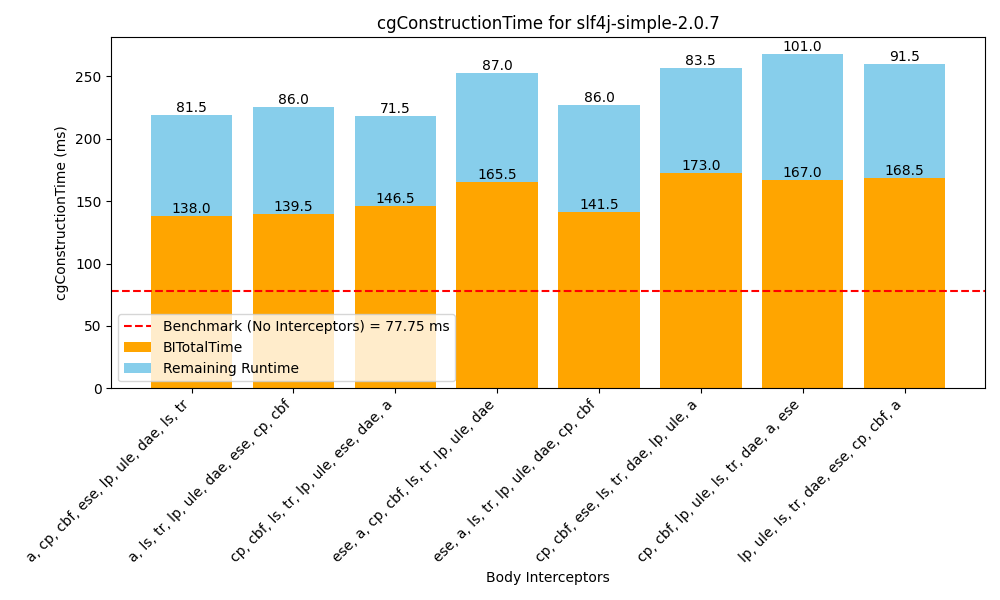 cgConstructionTime for slf4j-simple-2.0.7
cgConstructionTime (ms)
250
200
150
100
50
0
81.5
86.0
71.5
87.0
86.0
83.5
101.0
91.5
138.0
139.5
146.5
165.5
141.5
173.0
167.0
168.5
Benchmark (No Interceptors) = 77.75 ms
BITotalTime
Remaining Runtime
a, cp, cbf, ese, lp, ule, dae, ls, tr
a, ls, tr, lp, ule, dae, ese, cp, cbf
cp, cbf, ls, tr, lp, ule, ese, dae, a
ese, a, cp, cbf, ls, tr, lp, ule, dae
ese, a, ls, tr, lp, ule, dae, cp, cbf
cp, cbf, ese, ls, tr, dae, lp, ule, a
cp, cbf, lp, ule, ls, tr, dae, a, ese
lp, ule, ls, tr, dae, ese, cp, cbf, a
Body Interceptors